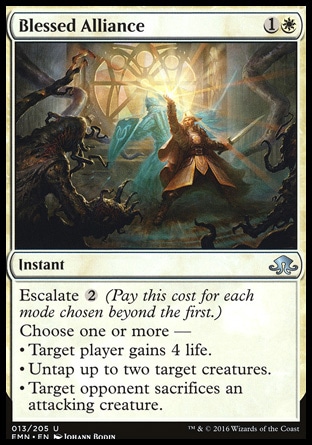 Blessed Alliance 1
Instant
Escalate 2 (Pay this cost for each
mode chosen beyond the first.)
Choose one or more —
• Target player gains 4 life.
• Untap up to two target creatures.
• Target opponent sacrifices an
attacking creature.
013/205 U
EMN • EN Johann Bodin ™ & © 2016 Wizards of the Coast